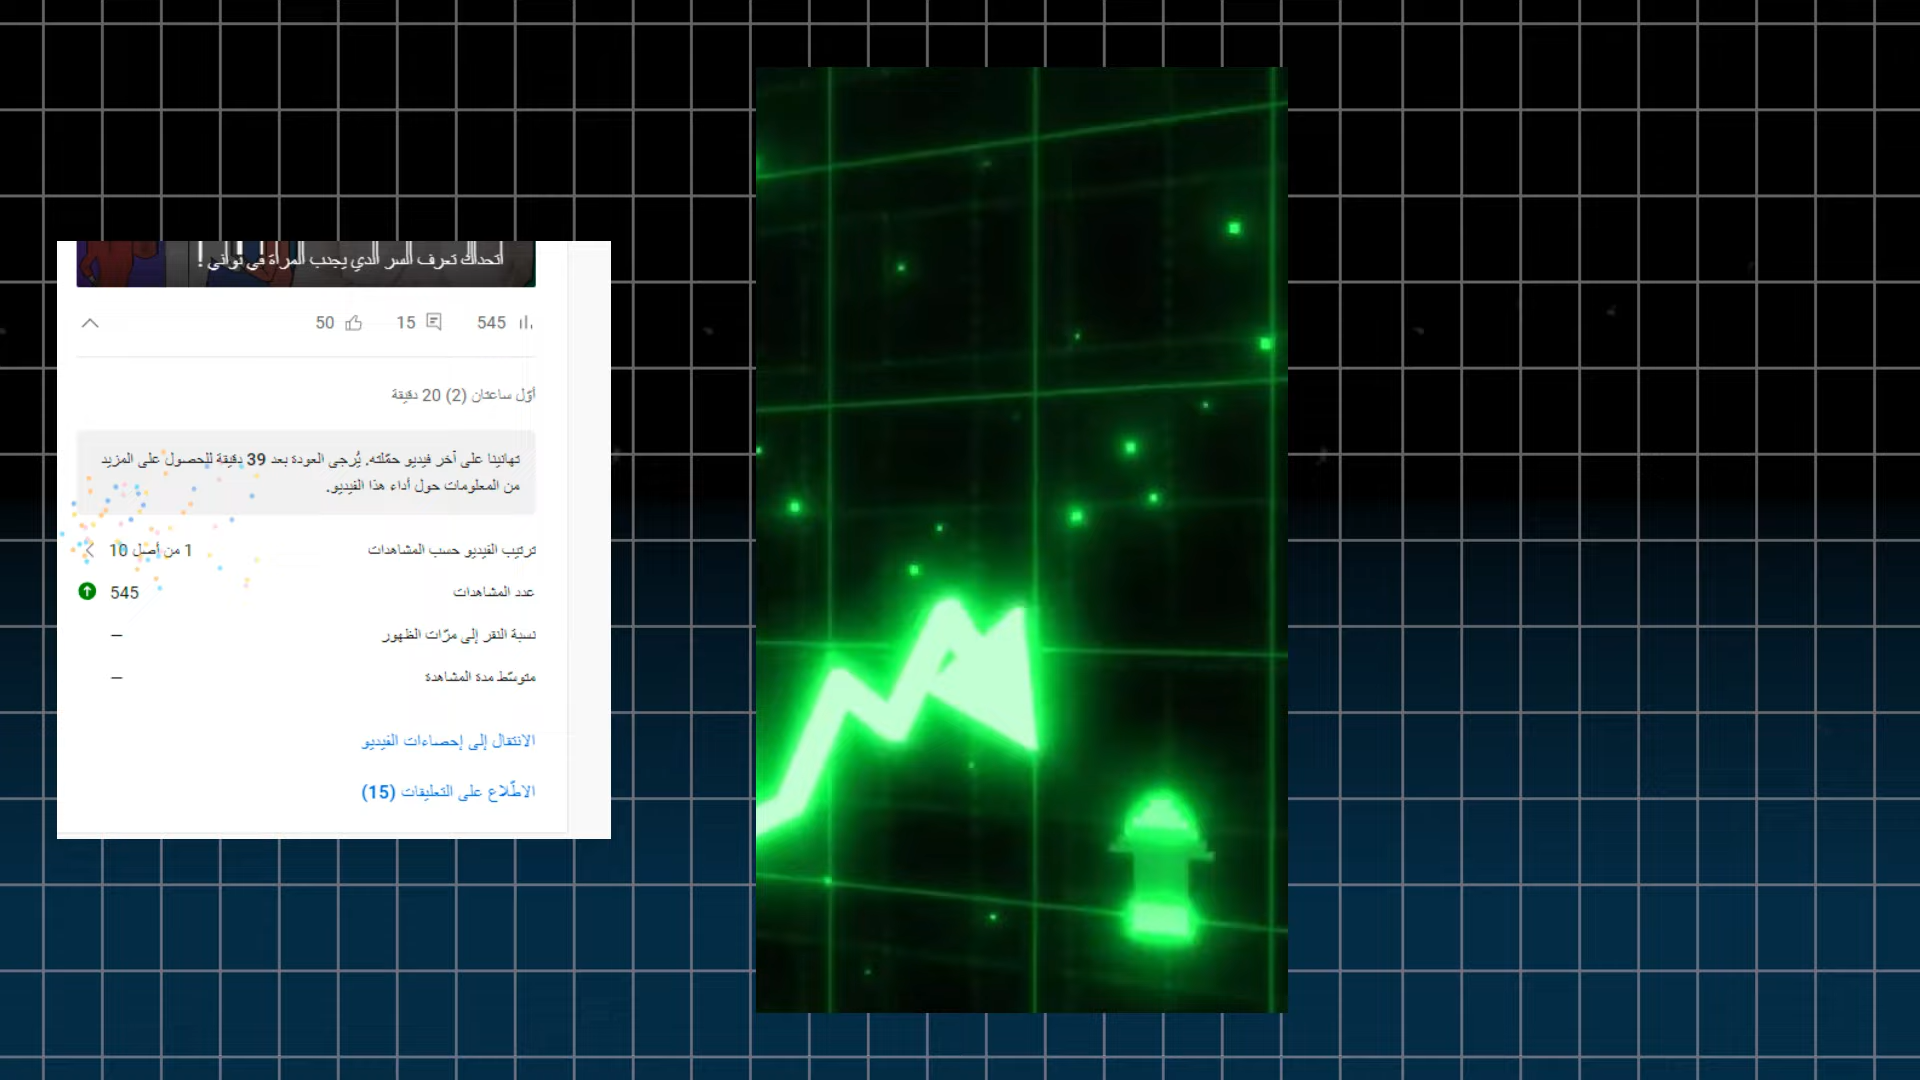 أتحداك تعرف السر الذي يجذب المرأة في ثواني !
545 15 50
أوّل ساعتان (2) 20 دقيقة
تهانينا على آخر فيديو حمّلته. يُرجى العودة بعد 39 دقيقة للحصول على المزيد
من المعلومات حول أداء هذا الفيديو.
ترتيب الفيديو حسب المشاهدات 1 من أصل 10
عدد المشاهدات 545
نسبة النقر إلى مرّات الظهور –
متوسّط مدة المشاهدة –
الانتقال إلى إحصاءات الفيديو
الاطّلاع على التعليقات (15)